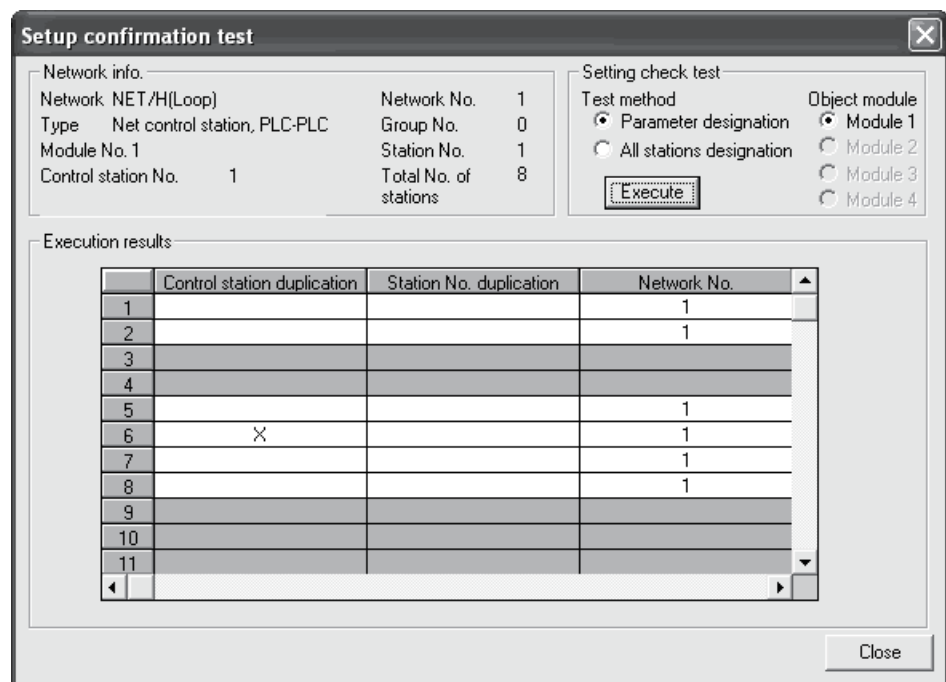 Setup confirmation test
Network info.
Network NET/H(Loop)
Type Net control station, PLC-PLC
Module No. 1
Control station No. 1
Network No. 1
Group No. 0
Station No. 1
Total No. of stations 8
Setting check test
Test method
Parameter designation
All stations designation
Execute
Object module
Module 1
Module 2
Module 3
Module 4
Execution results
Control station duplication Station No. duplication Network No.
1 1
2 1
3
4
5 1
6 X 1
7 1
8 1
9
10
11
Close